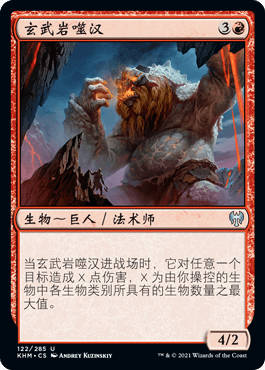 玄武岩噬汉 3
生物～巨人／法术师
当玄武岩噬汉进战场时，它对任意一个
目标造成 X 点伤害，X 为由你操控的生物
中各生物类别所具有的生物数量之最
大值。
4/2
122/285 U
KHM • CS ANDREY KUZINSKIY
™ & © 2021 Wizards of the Coast